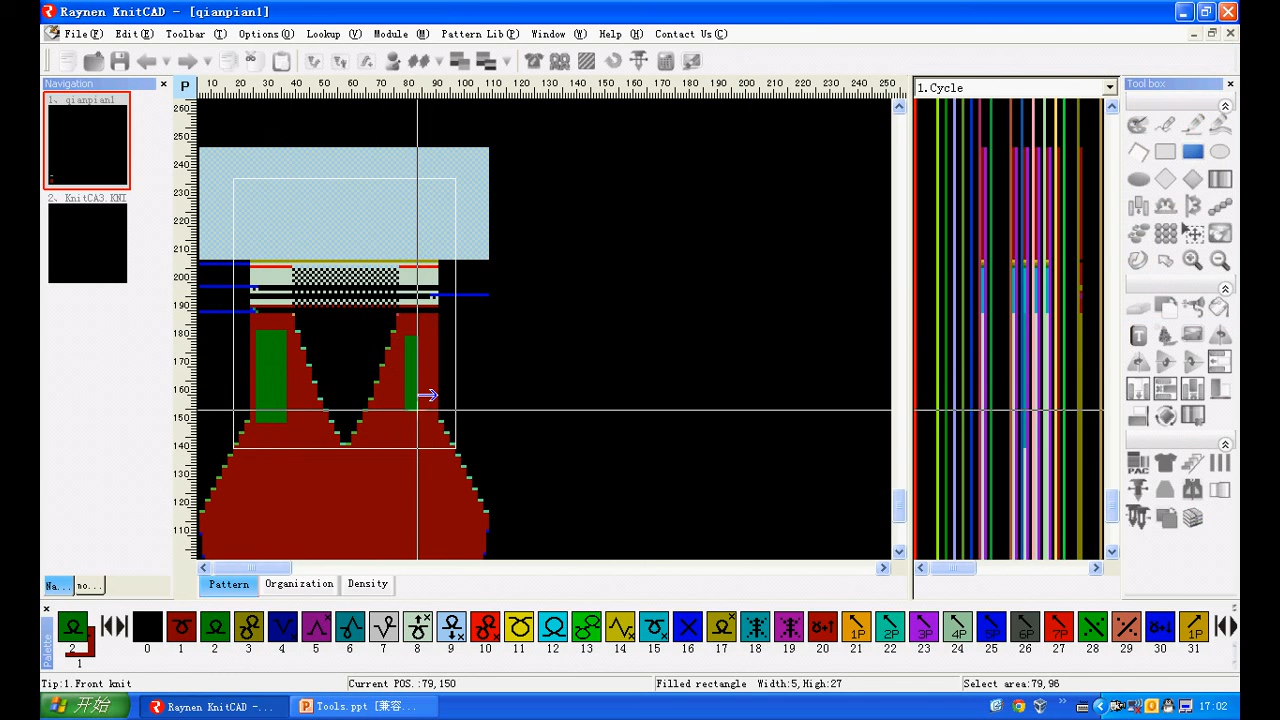 Raynen KnitCAD - [qianpian1]
File(F) Edit(E) Toolbar (T) Options(O) Lookup (V) Module (M) Pattern Lib(P) Window (W) Help (H) Contact Us(C)
Navigation
1、qianpian1
2、KnitCA3.KNI
P
10 20 30 40 50 60 70 80 90 100 110 120 130 140 150 160 170 180 190 200 210 220 230 240 250
260
250
240
230
220
210
200
190
180
170
160
150
140
130
120
110
1.Cycle
Tool box
PAC
Na... no...
Pattern Organization Density
Palette
2
1
1P 2P 3P 4P 5P 6P 7P 1P
0 1 2 3 4 5 6 7 8 9 10 11 12 13 14 15 16 17 18 19 20 21 22 23 24 25 26 27 28 29 30 31
Tip:1.Front knit
Current POS.:79,150
Filled rectangle Width:5,High:27
Select area:79,96
开始
Raynen KnitCAD -...
Tools.ppt [兼容...
17:02